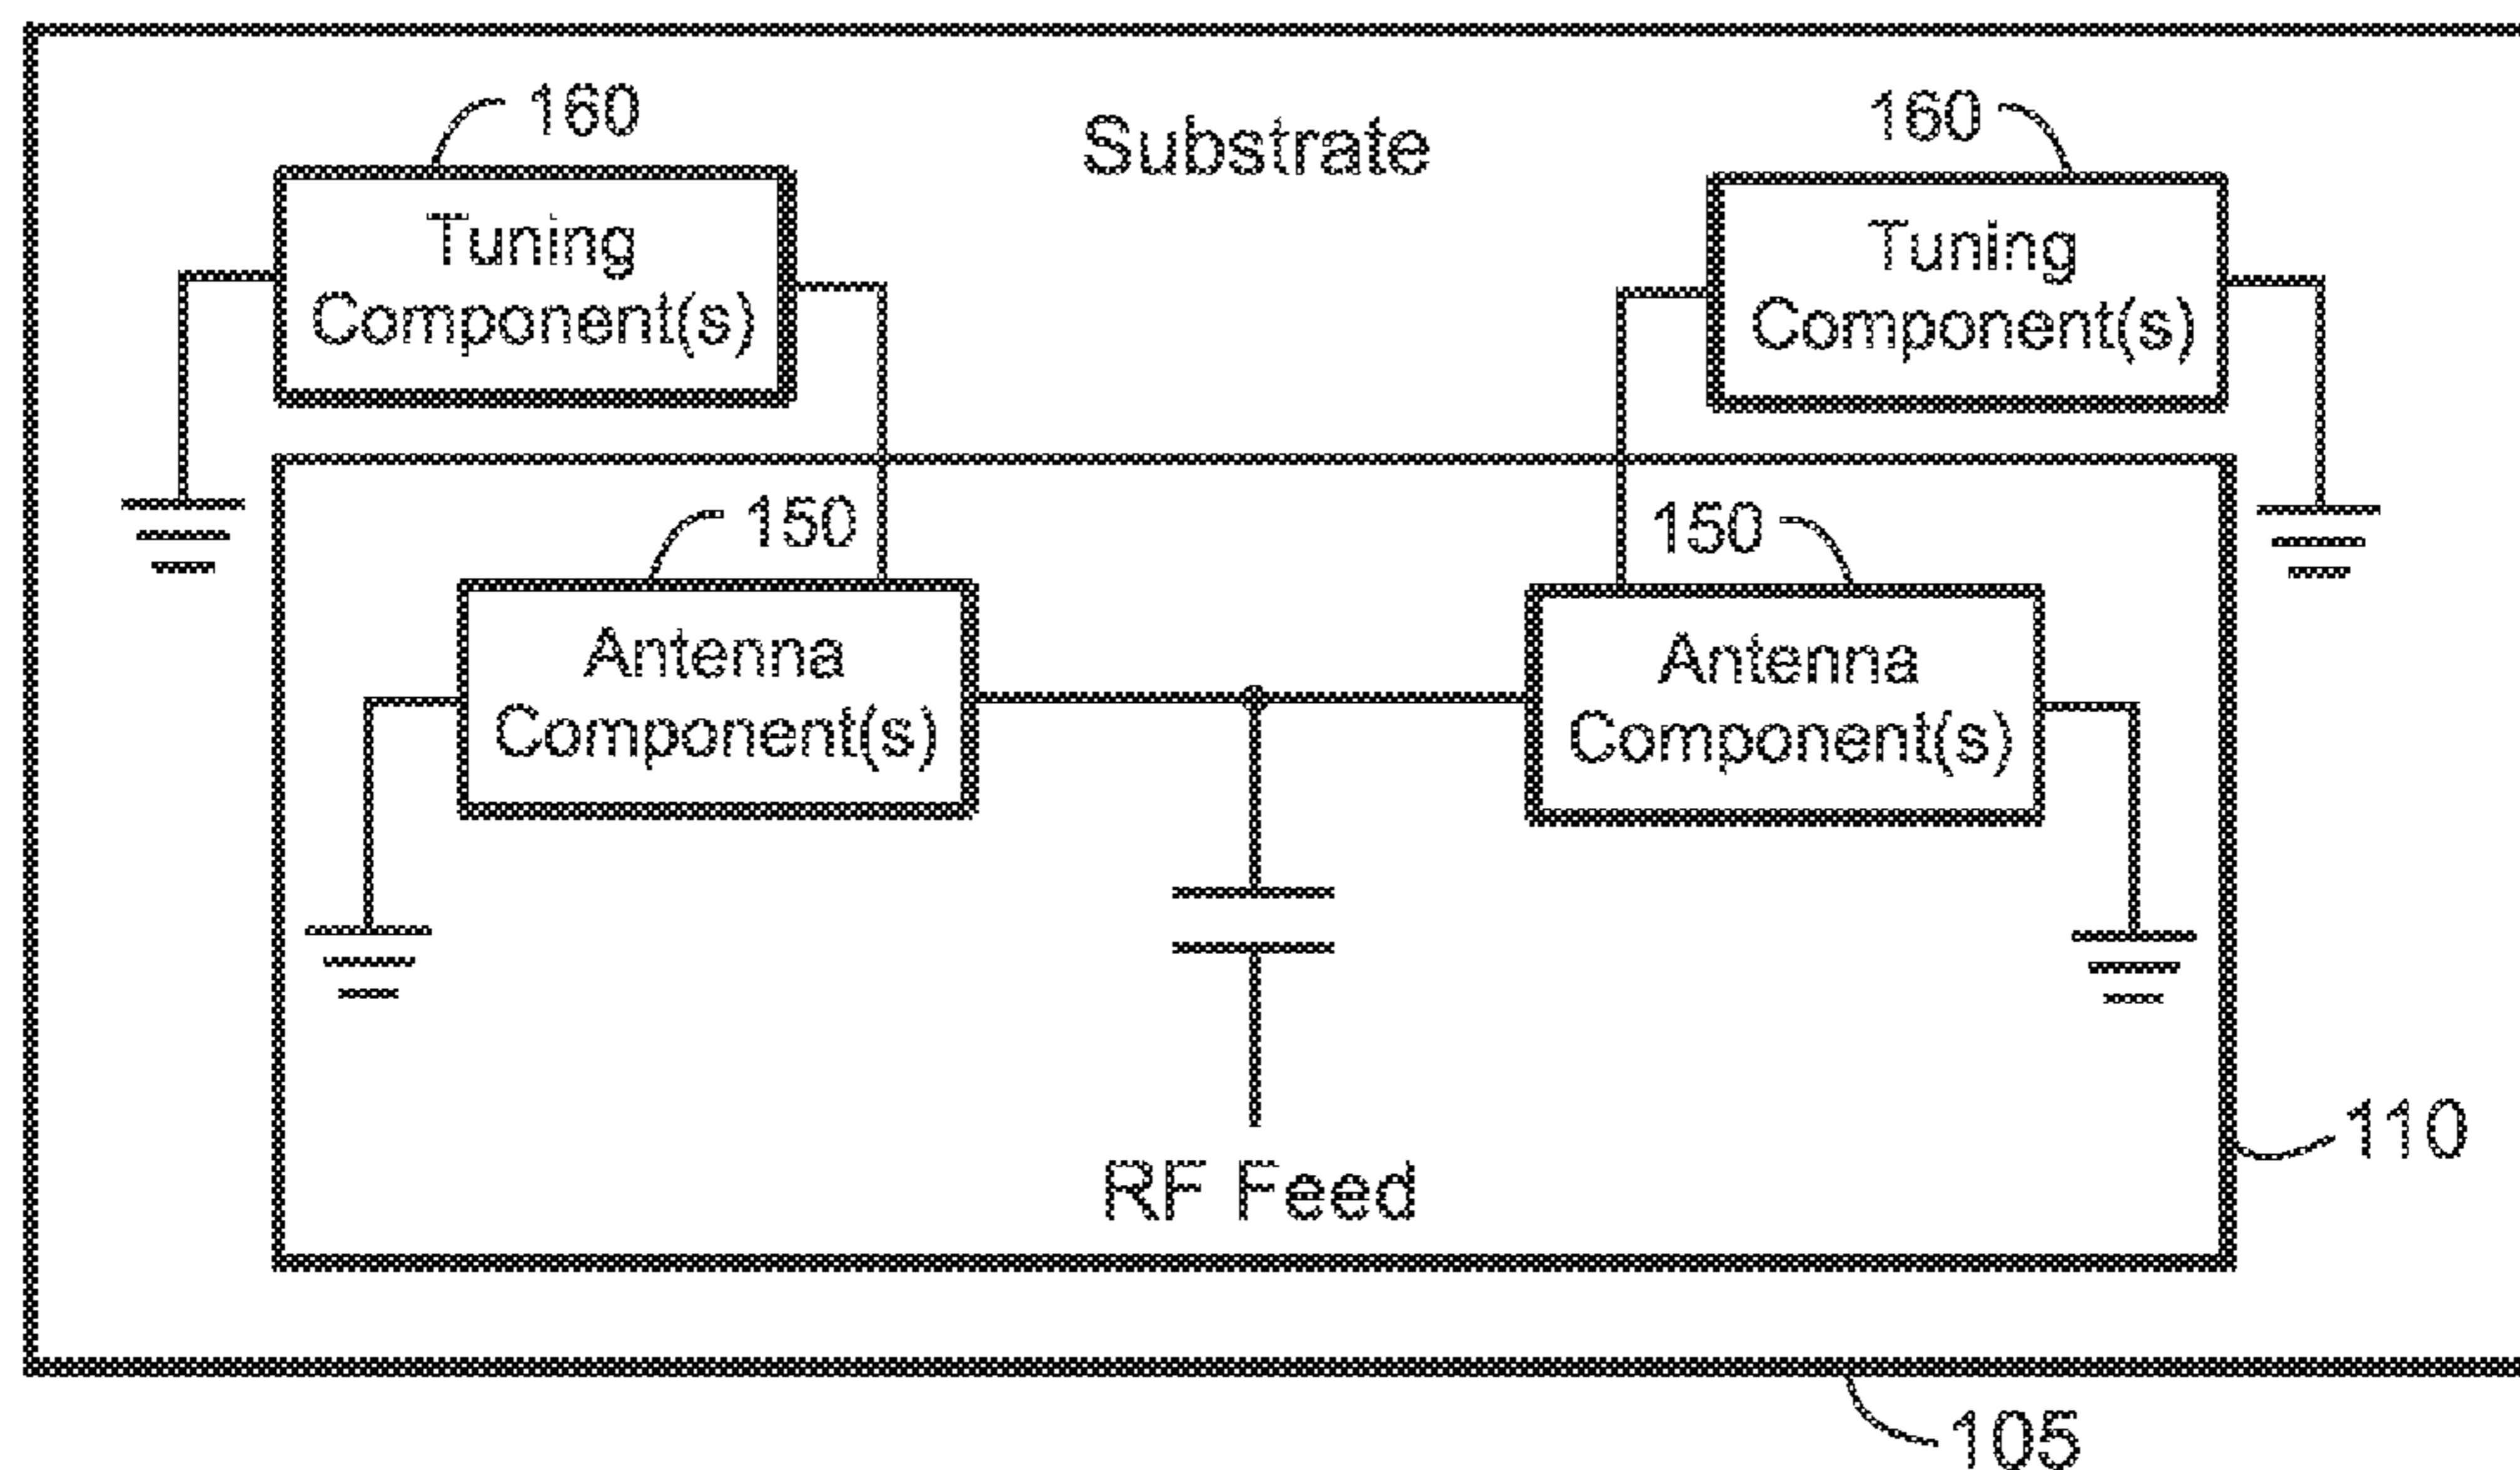 160
Substrate
160
Tuning
Component(s)
Tuning
Component(s)
150
150
Antenna
Component(s)
Antenna
Component(s)
RF Feed
110
105